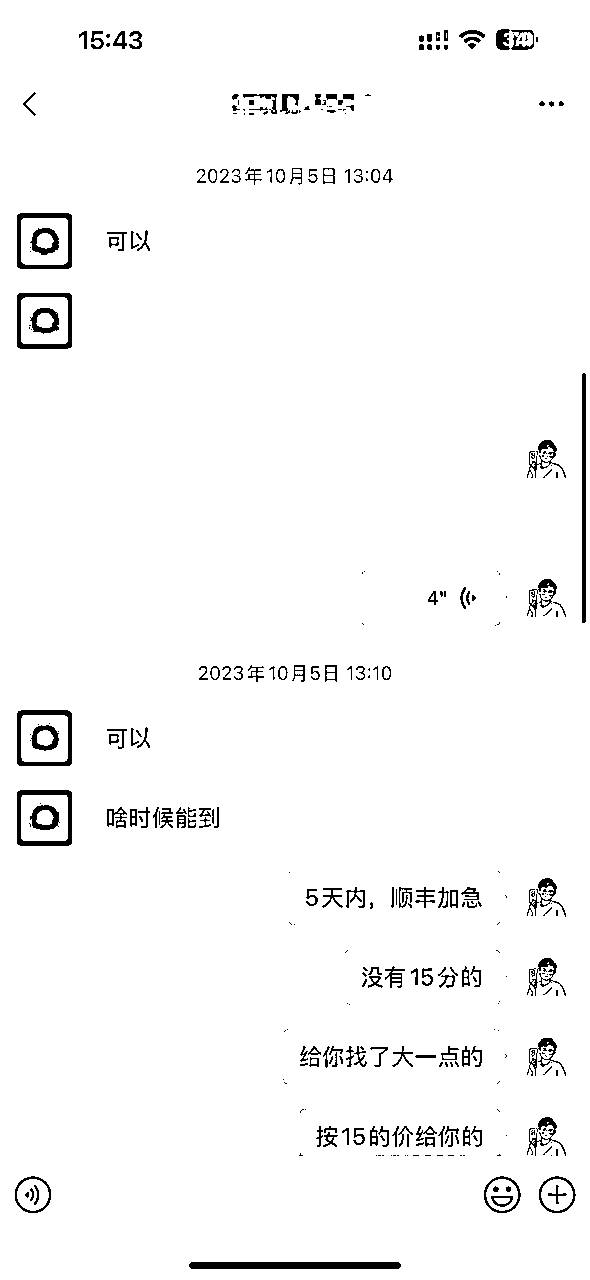 15:43
2023年10月5日 13:04
可以
4"
2023年10月5日 13:10
可以
啥时候能到
5天内，顺丰加急
没有15分的
给你找了大一点的
按15的价给你的